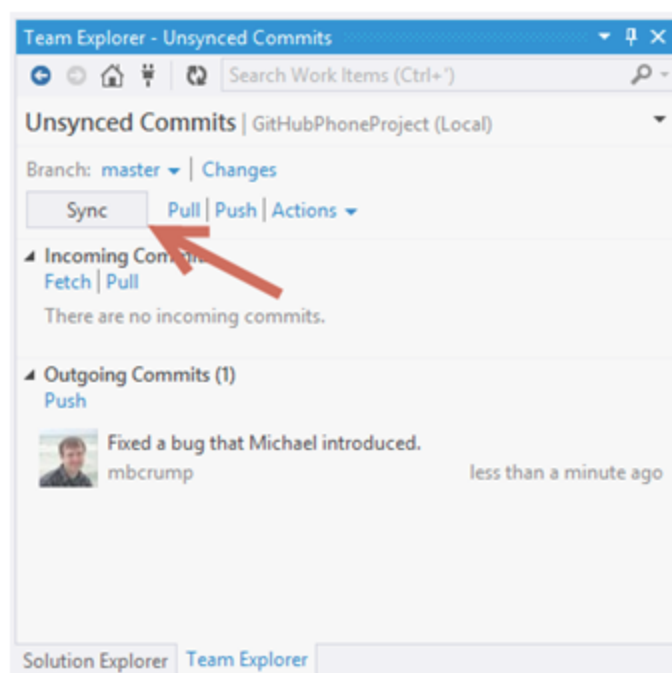 Team Explorer - Unsynced Commits
Search Work Items (Ctrl+')
Unsynced Commits | GitHubPhoneProject (Local)
Branch: master | Changes
Sync Pull | Push | Actions
Incoming
Fetch | Pull
There are no incoming commits.
Outgoing Commits (1)
Push
Fixed a bug that Michael introduced.
mbcrump less than a minute ago
Solution Explorer Team Explorer